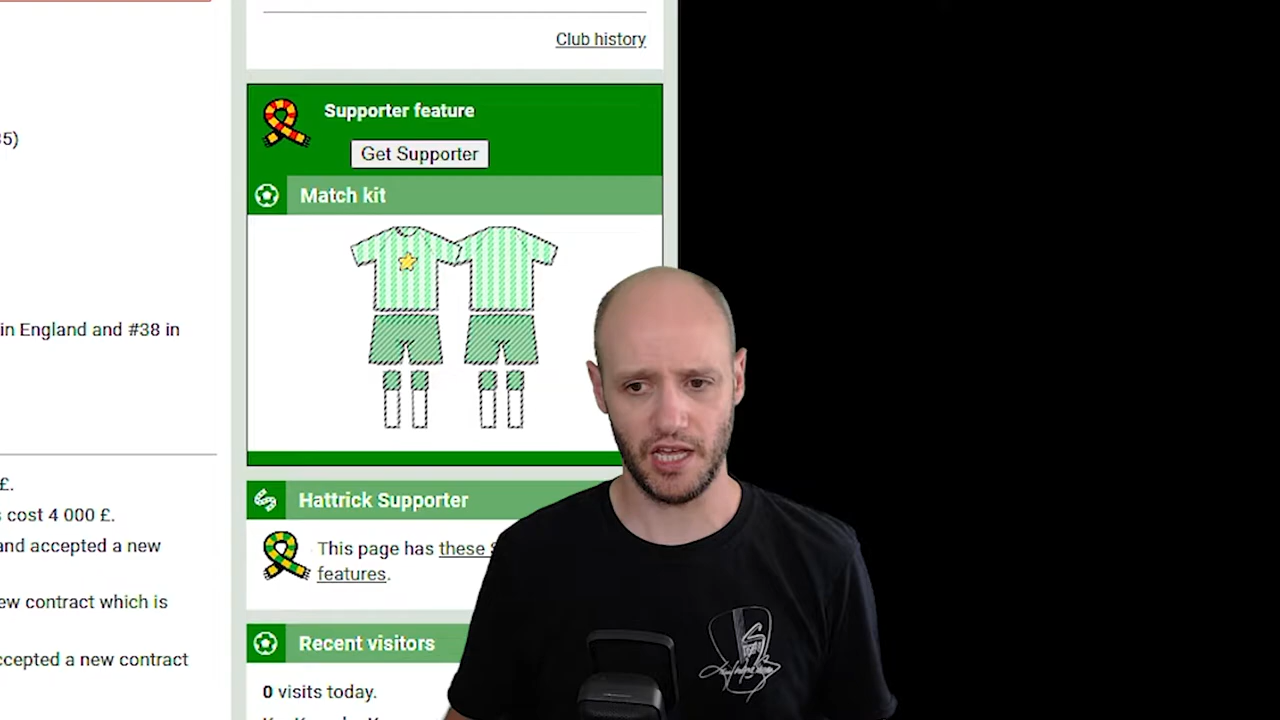 Club history
35)
Supporter feature
Get Supporter
Match kit
in England and #38 in
£.
cost 4 000 £.
Hattrick Supporter
and accepted a new
This page has these
features.
ew contract which is
Recent visitors
ccepted a new contract
0 visits today.